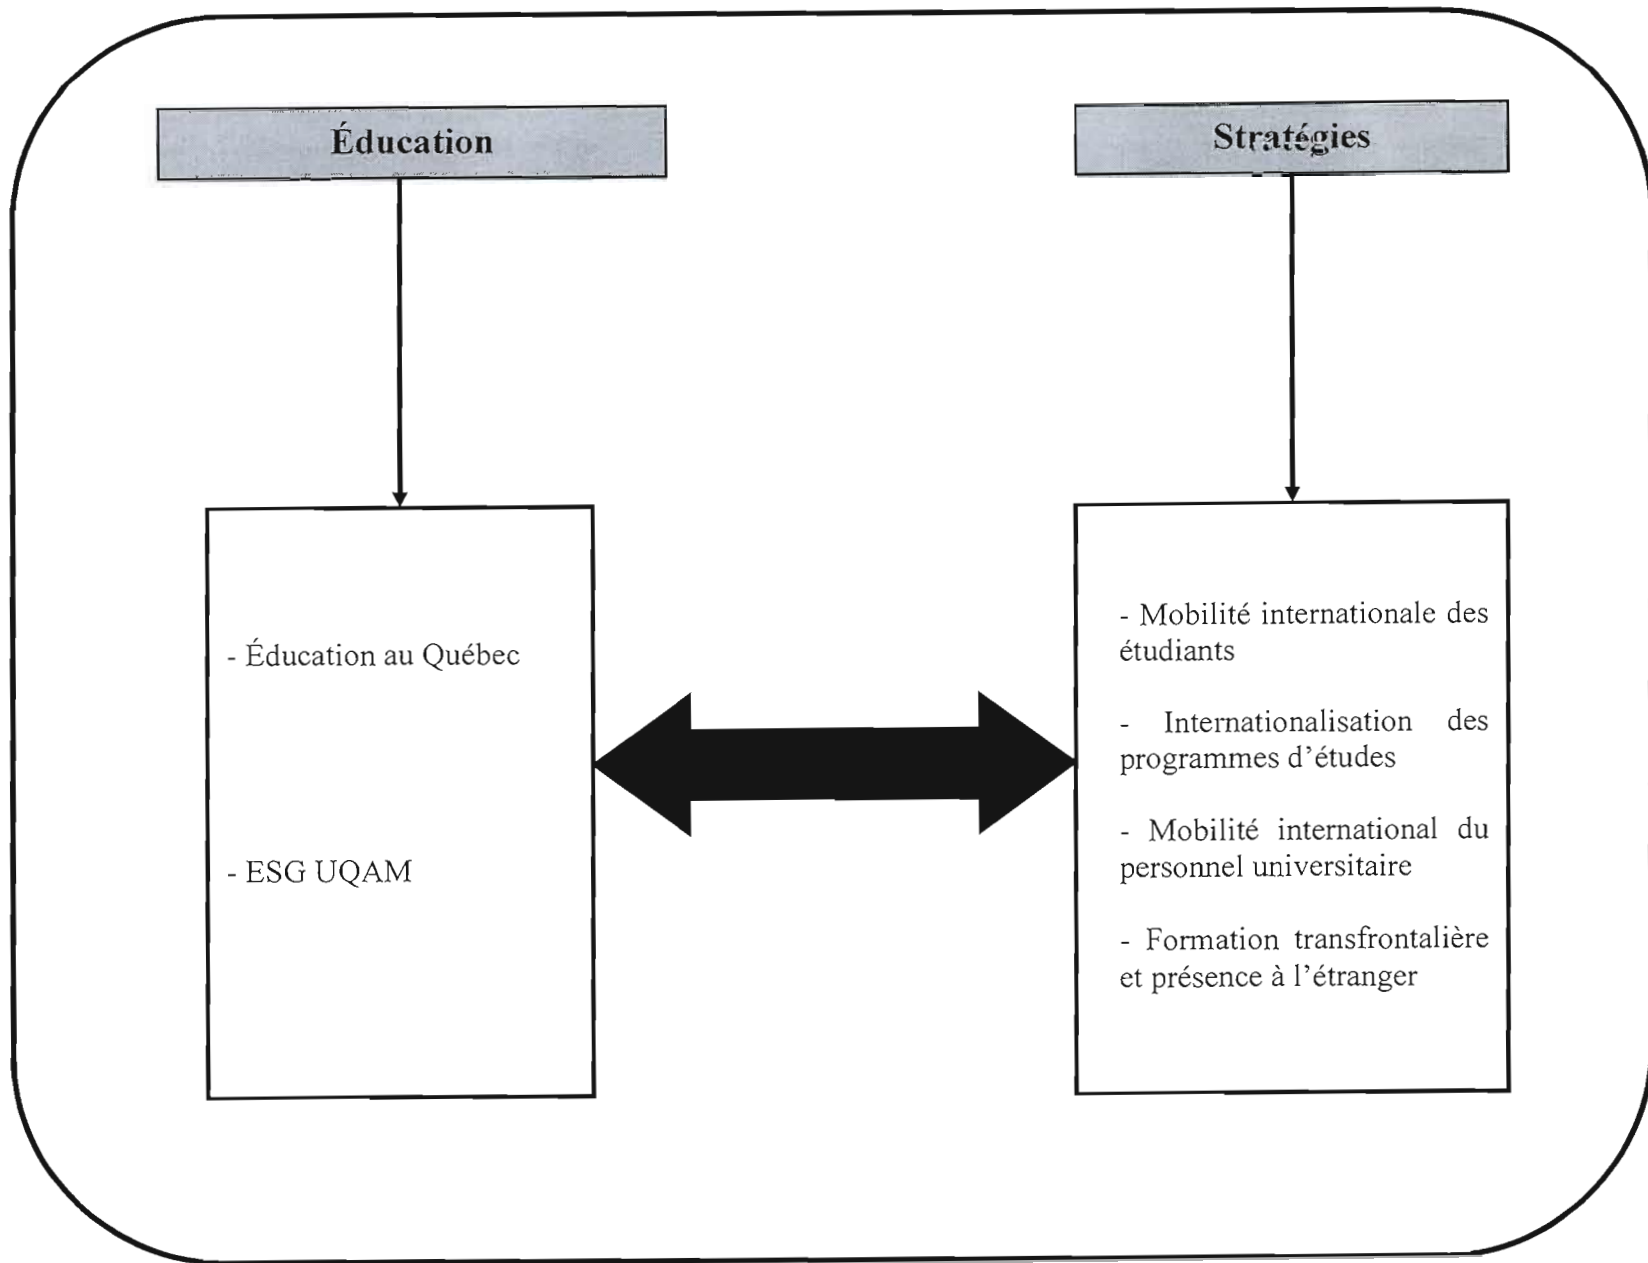 Éducation
Stratégies
- Éducation au Québec
- ESG UQAM
- Mobilité internationale des
étudiants
- Internationalisation des
programmes d'études
- Mobilité international du
personnel universitaire
- Formation transfrontalière
et présence à l'étranger